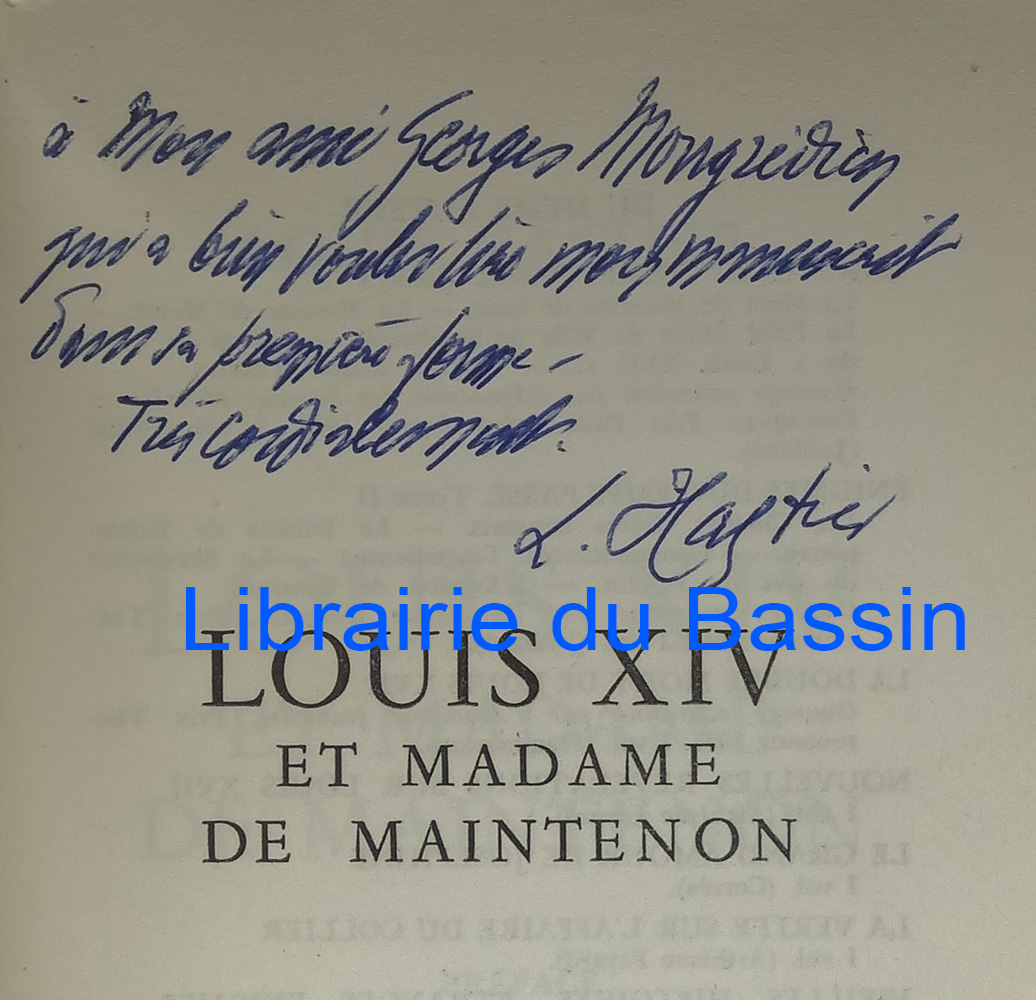 à Mon ami Georges Mongrédien
qui a bien voulu lire mon manuscrit
dans sa première forme -
Très cordialement.
L. Hastier
Librairie du Bassin
LOUIS XIV
ET MADAME
DE MAINTENON